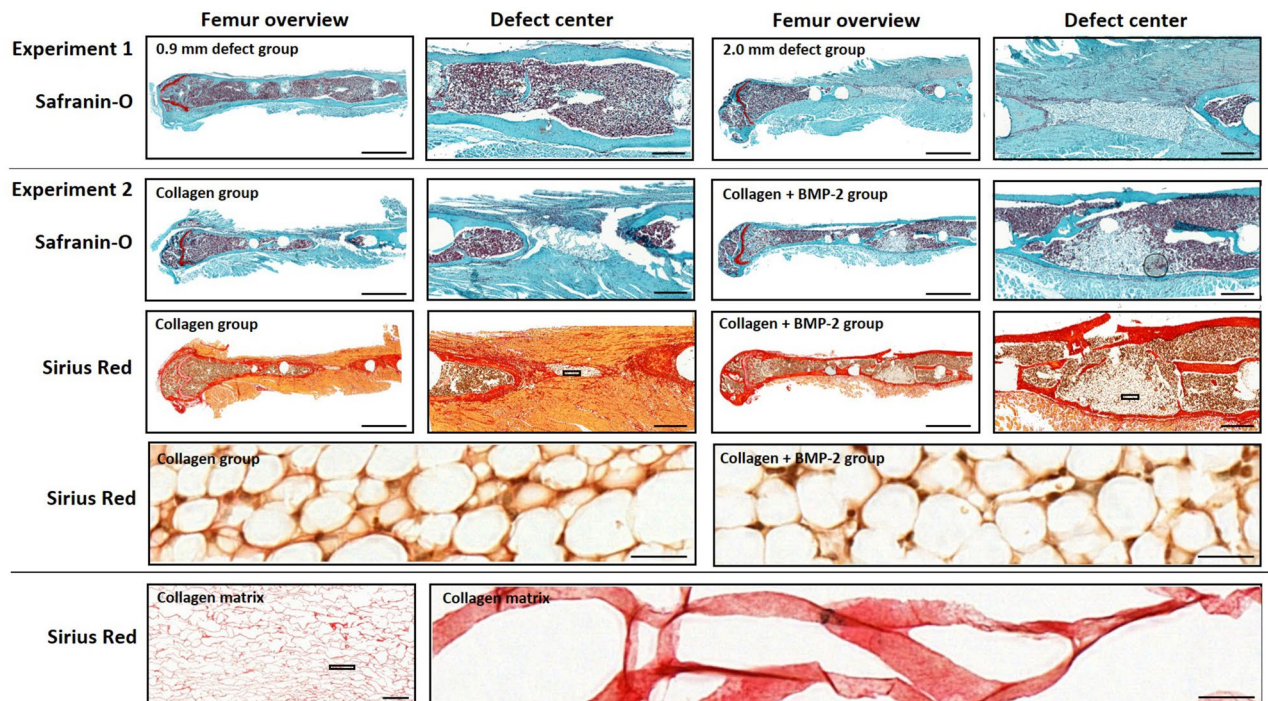 Femur overview
Defect center
Femur overview
Defect center
Experiment 1
Safranin-O
0.9 mm defect group
2.0 mm defect group
Experiment 2
Safranin-O
Collagen group
Collagen + BMP-2 group
Sirius Red
Collagen group
Collagen + BMP-2 group
Sirius Red
Collagen group
Collagen + BMP-2 group
Sirius Red
Collagen matrix
Collagen matrix